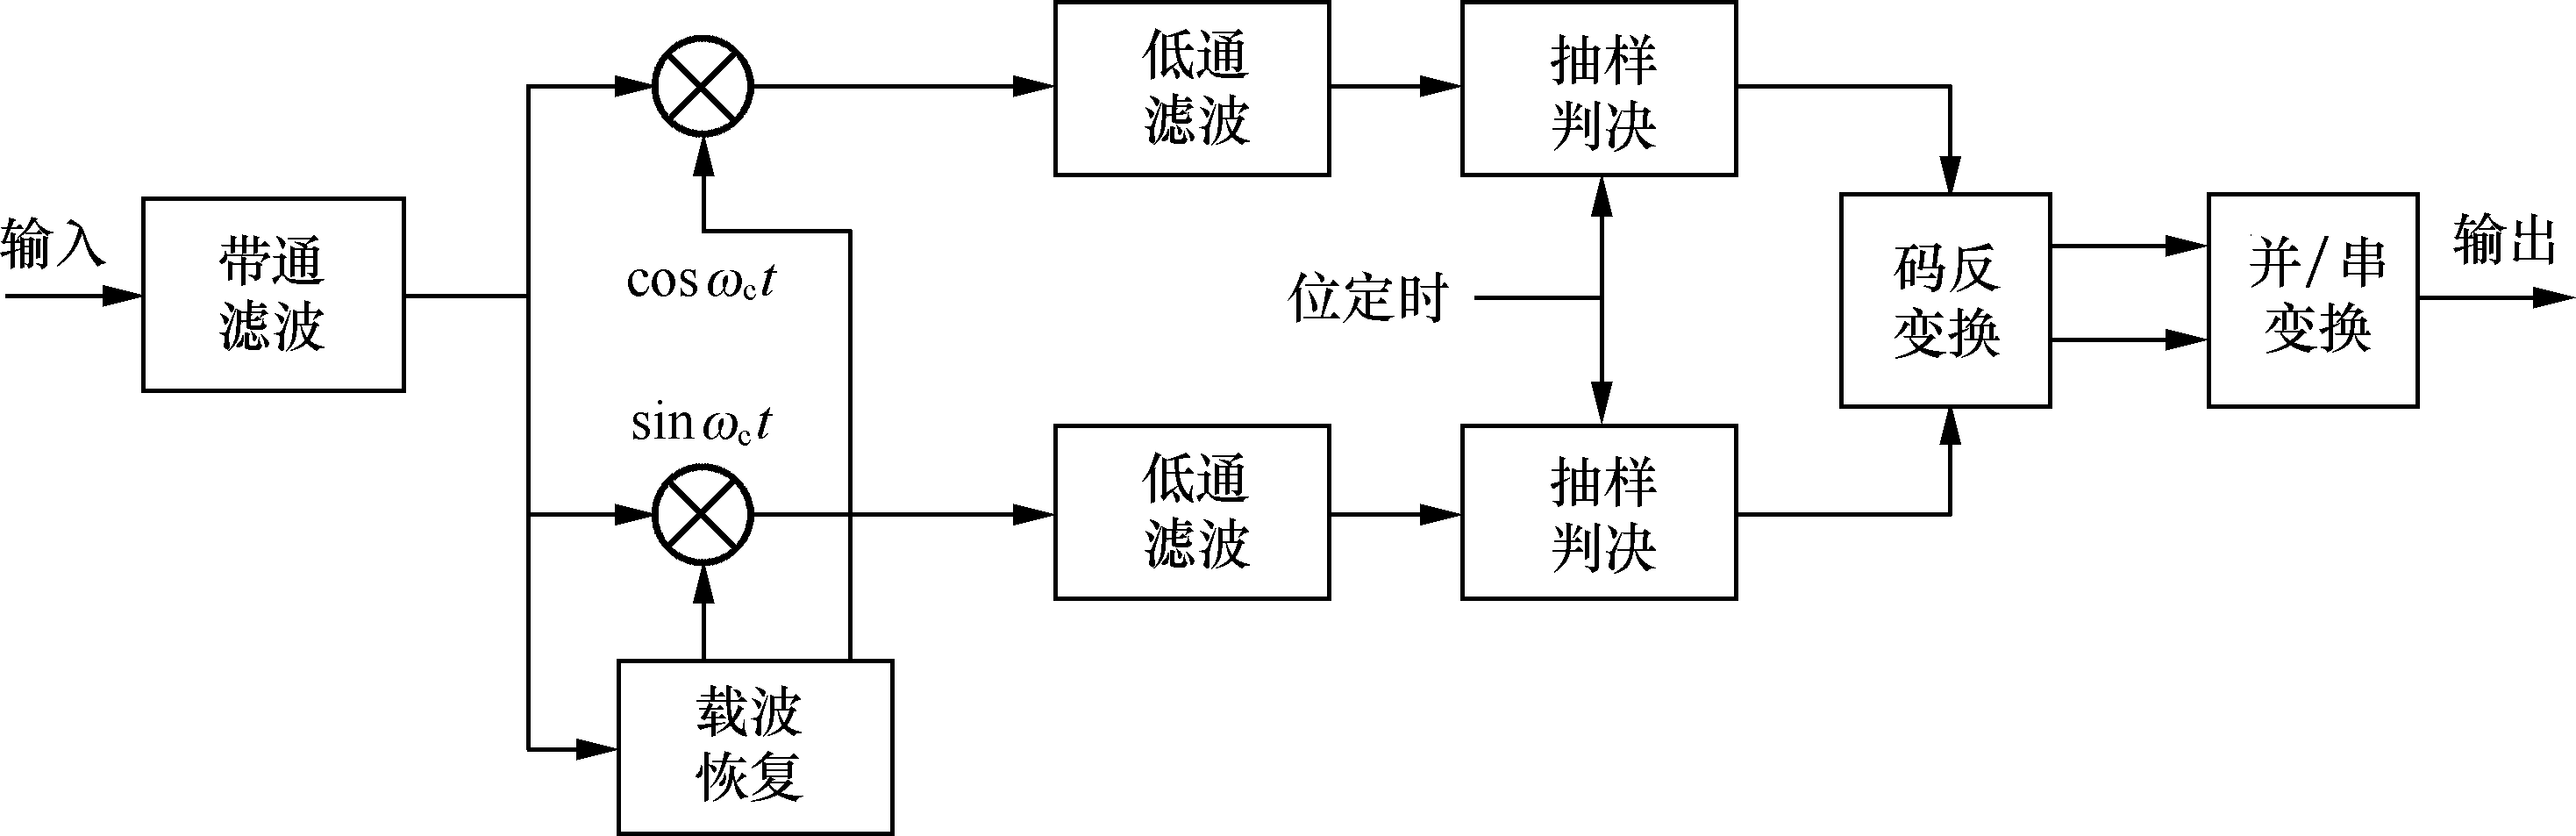 输入
带通
滤波
cos ω_c t
sin ω_c t
载波
恢复
低通
滤波
抽样
判决
位定时
低通
滤波
抽样
判决
码反
变换
并/串
变换
输出